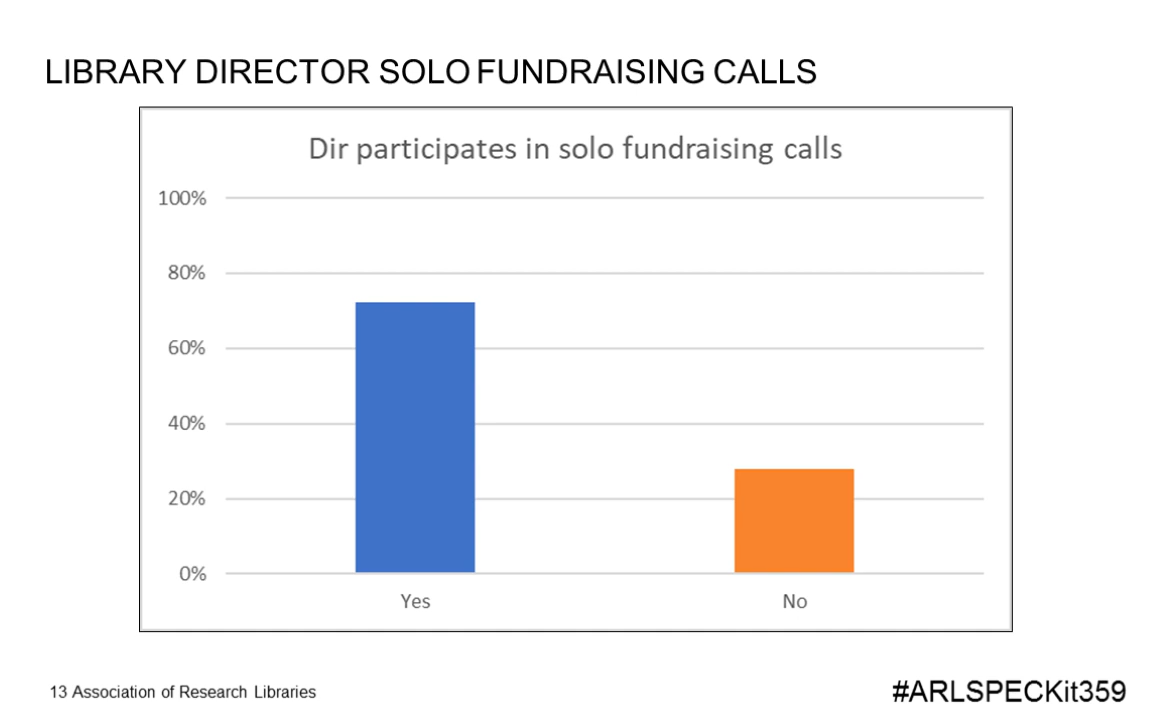 LIBRARY DIRECTOR SOLO FUNDRAISING CALLS
Dir participates in solo fundraising calls
100%
80%
60%
40%
20%
0%
Yes No
13 Association of Research Libraries
#ARLSPECKit359